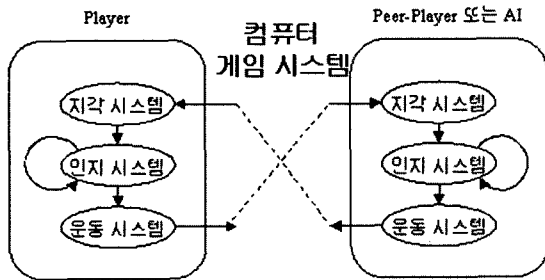 Player
컴퓨터
게임 시스템
Peer-Player 또는 AI
지각 시스템
인지 시스템
운동 시스템
지각 시스템
인지 시스템
운동 시스템